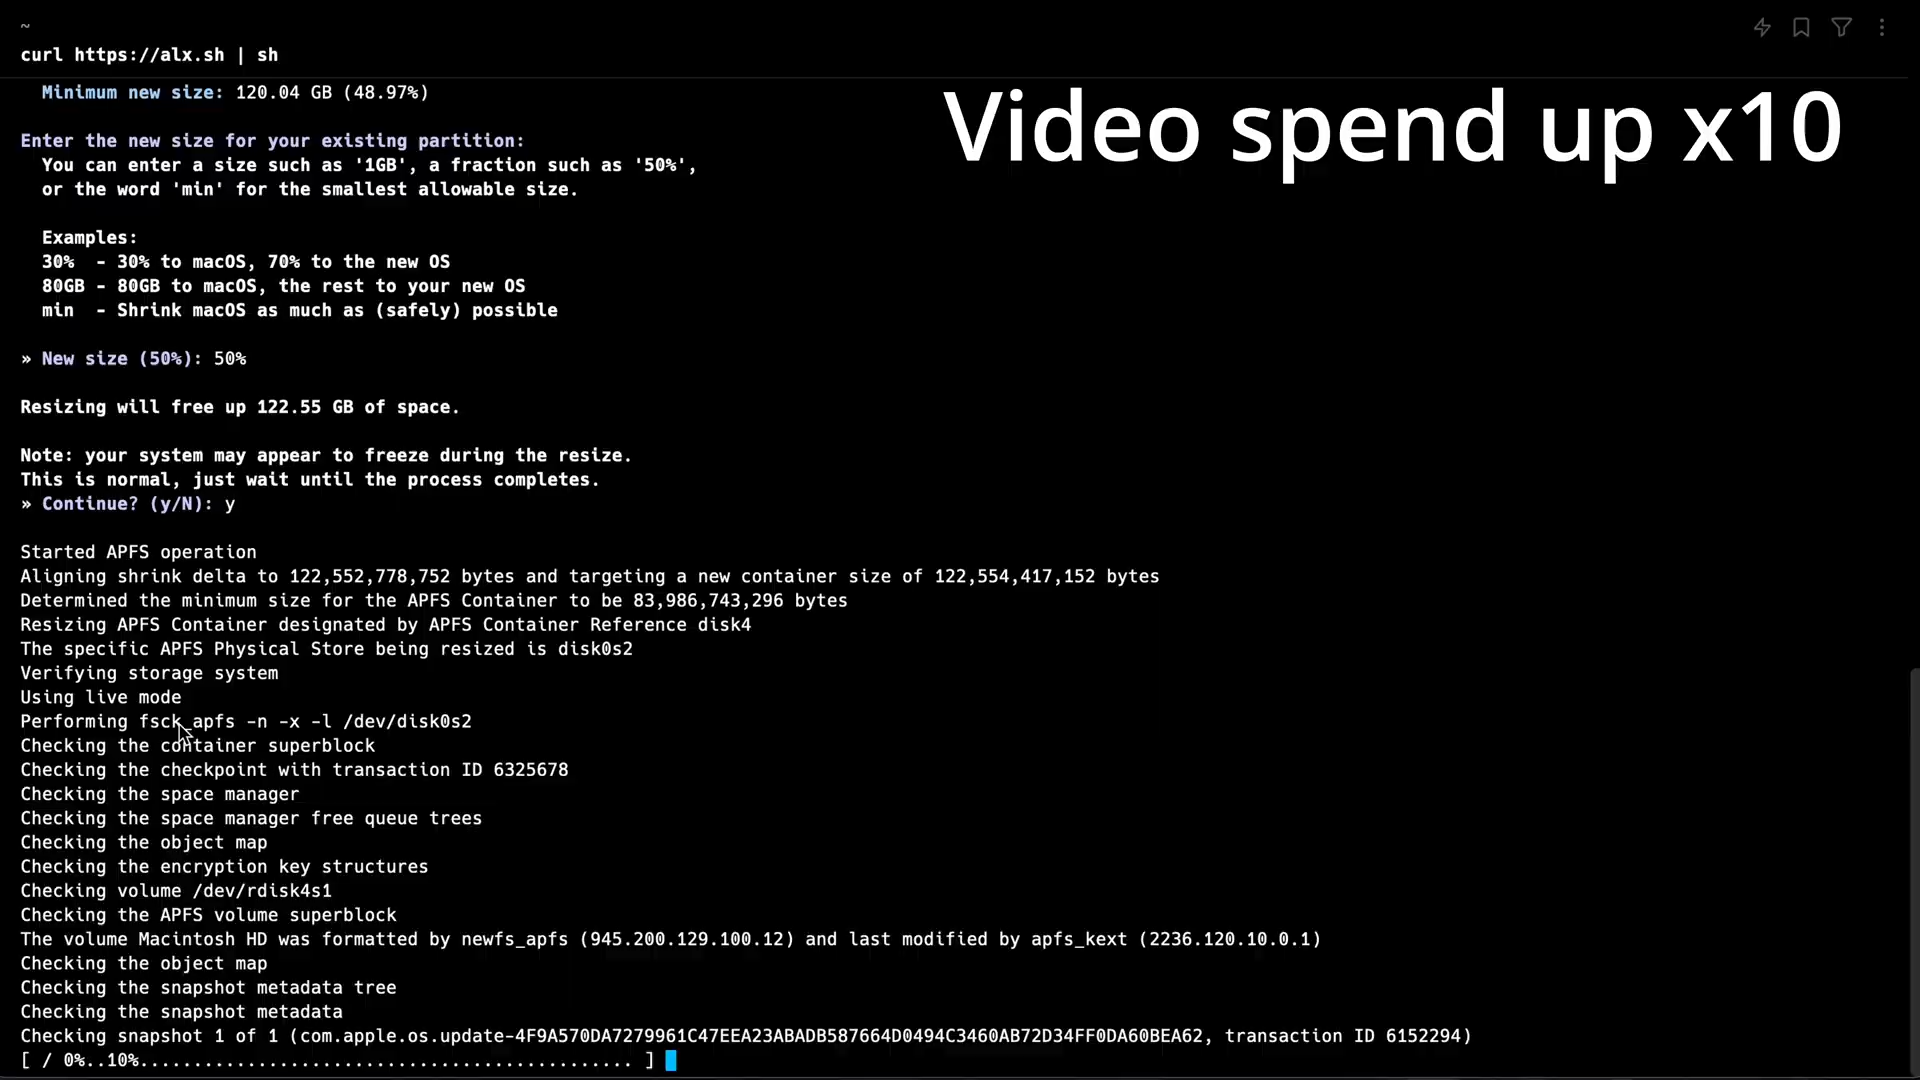 ~
curl https://alx.sh | sh
Minimum new size: 120.04 GB (48.97%)
Video spend up x10
Enter the new size for your existing partition:
You can enter a size such as '1GB', a fraction such as '50%',
or the word 'min' for the smallest allowable size.
Examples:
30%  - 30% to macOS, 70% to the new OS
80GB - 80GB to macOS, the rest to your new OS
min  - Shrink macOS as much as (safely) possible
» New size (50%): 50%
Resizing will free up 122.55 GB of space.
Note: your system may appear to freeze during the resize.
This is normal, just wait until the process completes.
» Continue? (y/N): y
Started APFS operation
Aligning shrink delta to 122,552,778,752 bytes and targeting a new container size of 122,554,417,152 bytes
Determined the minimum size for the APFS Container to be 83,986,743,296 bytes
Resizing APFS Container designated by APFS Container Reference disk4
The specific APFS Physical Store being resized is disk0s2
Verifying storage system
Using live mode
Performing fsck_apfs -n -x -l /dev/disk0s2
Checking the container superblock
Checking the checkpoint with transaction ID 6325678
Checking the space manager
Checking the space manager free queue trees
Checking the object map
Checking the encryption key structures
Checking volume /dev/rdisk4s1
Checking the APFS volume superblock
The volume Macintosh HD was formatted by newfs_apfs (945.200.129.100.12) and last modified by apfs_kext (2236.120.10.0.1)
Checking the object map
Checking the snapshot metadata tree
Checking the snapshot metadata
Checking snapshot 1 of 1 (com.apple.os.update-4F9A570DA7279961C47EEA23ABADB587664D0494C3460AB72D34FF0DA60BEA62, transaction ID 6152294)
[ / 0%..10%.............................................. ]